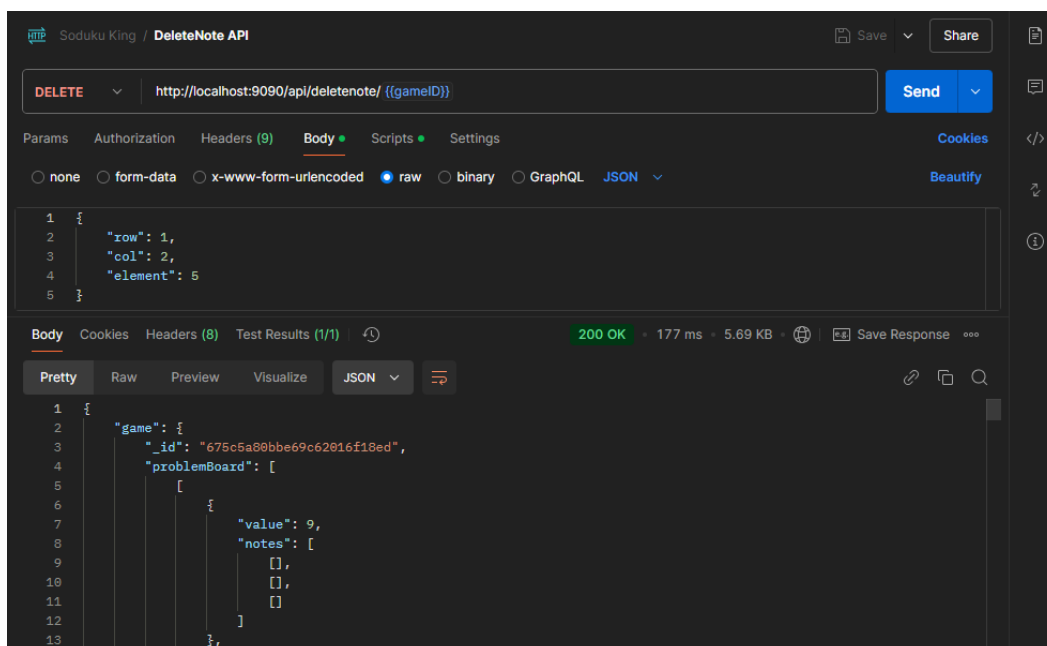 HTTP Soduku King / DeleteNote API Save Share
DELETE http://localhost:9090/api/deletenote/ {{gameID}} Send
Params Authorization Headers (9) Body Scripts Settings Cookies
none form-data x-www-form-urlencoded raw binary GraphQL JSON Beautify
1 {
2 "row": 1,
3 "col": 2,
4 "element": 5
5 }
Body Cookies Headers (8) Test Results (1/1) 200 OK 177 ms 5.69 KB e.g. Save Response
Pretty Raw Preview Visualize JSON
1 {
2 "game": {
3 "_id": "675c5a80bbe69c62016f18ed",
4 "problemBoard": [
5 [
6 {
7 "value": 9,
8 "notes": [
9 [],
10 [],
11 []
12 ]
13 },